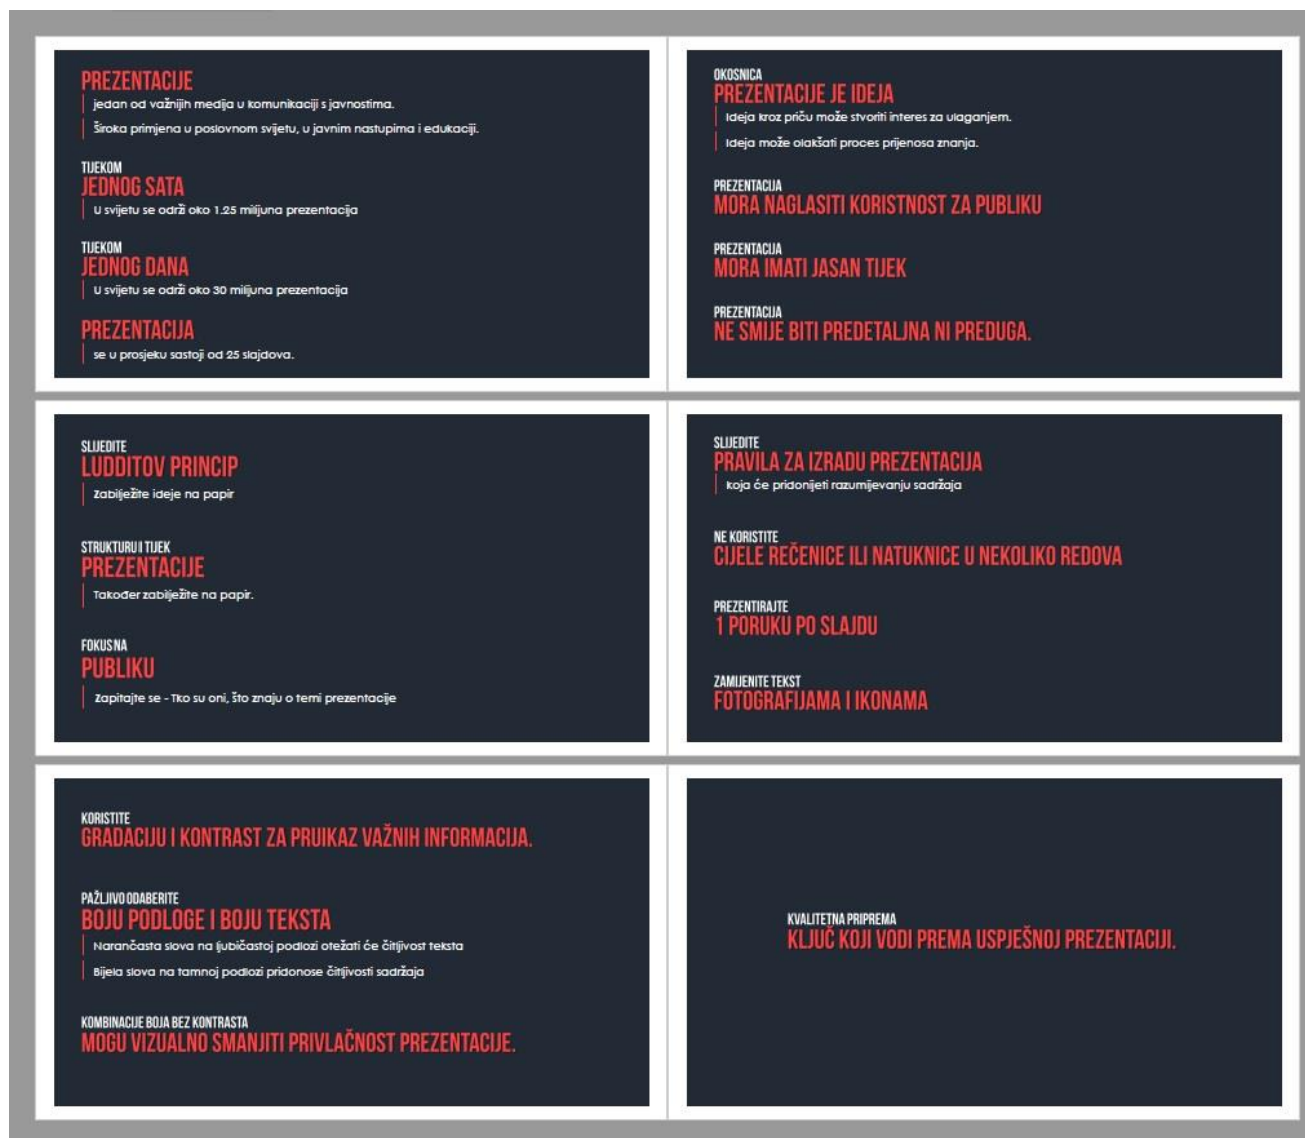 PREZENTACIJE
jedan od važnijih medija u komunikaciji s javnostima.
Široka primjena u poslovnom svijetu, u javnim nastupima i edukaciji.
TIJEKOM
JEDNOG SATA
U svijetu se održi oko 1.25 milijuna prezentacija
TIJEKOM
JEDNOG DANA
U svijetu se održi oko 30 milijuna prezentacija
PREZENTACIJA
se u prosjeku sastoji od 25 slajdova.
OKOSNICA
PREZENTACIJE JE IDEJA
Ideja kroz priču može stvoriti interes za ulaganjem.
Ideja može olakšati proces prijenosa znanja.
PREZENTACIJA
MORA NAGLASITI KORISTNOST ZA PUBLIKU
PREZENTACIJA
MORA IMATI JASAN TIJEK
PREZENTACIJA
NE SMIJE BITI PREDETALJNA NI PREDUGA.
SLIJEDITE
LUDDITOV PRINCIP
Zabilježite ideje na papir
STRUKTURU I TIJEK
PREZENTACIJE
Također zabilježite na papir.
FOKUS NA
PUBLIKU
Zapitajte se - Tko su oni, što znaju o temi prezentacije
SLIJEDITE
PRAVILA ZA IZRADU PREZENTACIJA
koja će pridonijeti razumijevanju sadržaja
NE KORISTITE
CIJELE REČENICE ILI NATUKNICE U NEKOLIKO REDOVA
PREZENTIRAJTE
1 PORUKU PO SLAJDU
ZAMIJENITE TEKST
FOTOGRAFIJAMA I IKONAMA
KORISTITE
GRADACIJU I KONTRAST ZA PRUIKAZ VAŽNIH INFORMACIJA.
PAŽLJIVO ODABERITE
BOJU PODLOGE I BOJU TEKSTA
Narančasta slova na ljubičastoj podlozi otežati će čitljivost teksta
Bijela slova na tamnoj podlozi pridonose čitljivosti sadržaja
KOMBINACIJE BOJA BEZ KONTRASTA
MOGU VIZUALNO SMANJITI PRIVLAČNOST PREZENTACIJE.
KVALITETNA PRIPREMA
KLJUČ KOJI VODI PREMA USPJEŠNOJ PREZENTACIJI.